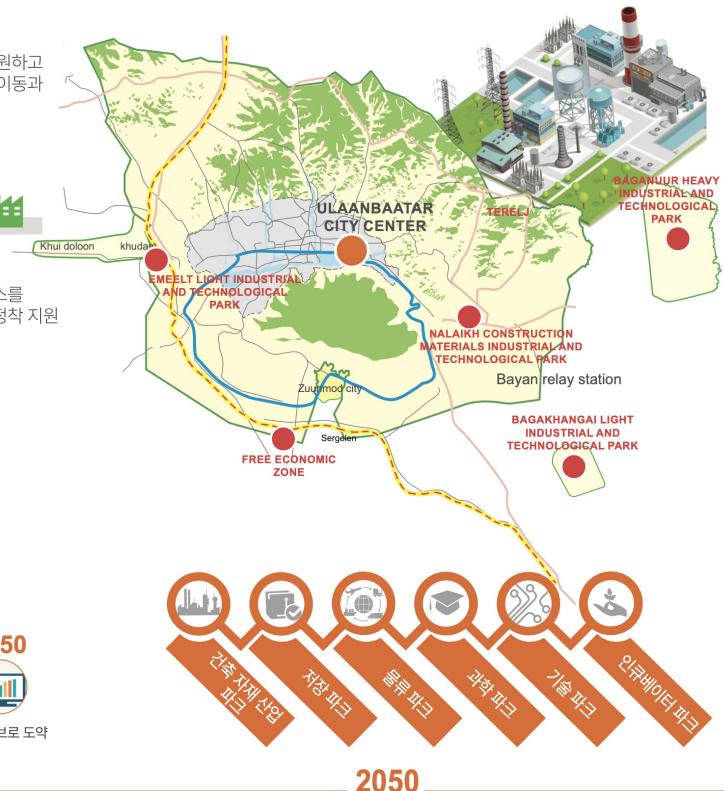 원하고
이동과
스를
정착 지원
50
브로 도약
ULAANBAATAR
CITY CENTER
TERELJ
BAGANUUR HEAVY
INDUSTRIAL AND
TECHNOLOGICAL
PARK
Khui doloon khudag
EMEELT LIGHT INDUSTRIAL
AND TECHNOLOGICAL
PARK
NALAIKH CONSTRUCTION
MATERIALS INDUSTRIAL AND
TECHNOLOGICAL PARK
Bayan relay station
Zuunmod city
Sergelen
FREE ECONOMIC
ZONE
BAGAKHANGAI LIGHT
INDUSTRIAL AND
TECHNOLOGICAL PARK
건축 자재 산업
파크
저장 파크
물류 파크
과학 파크
기술 파크
인큐베이터 파크
2050